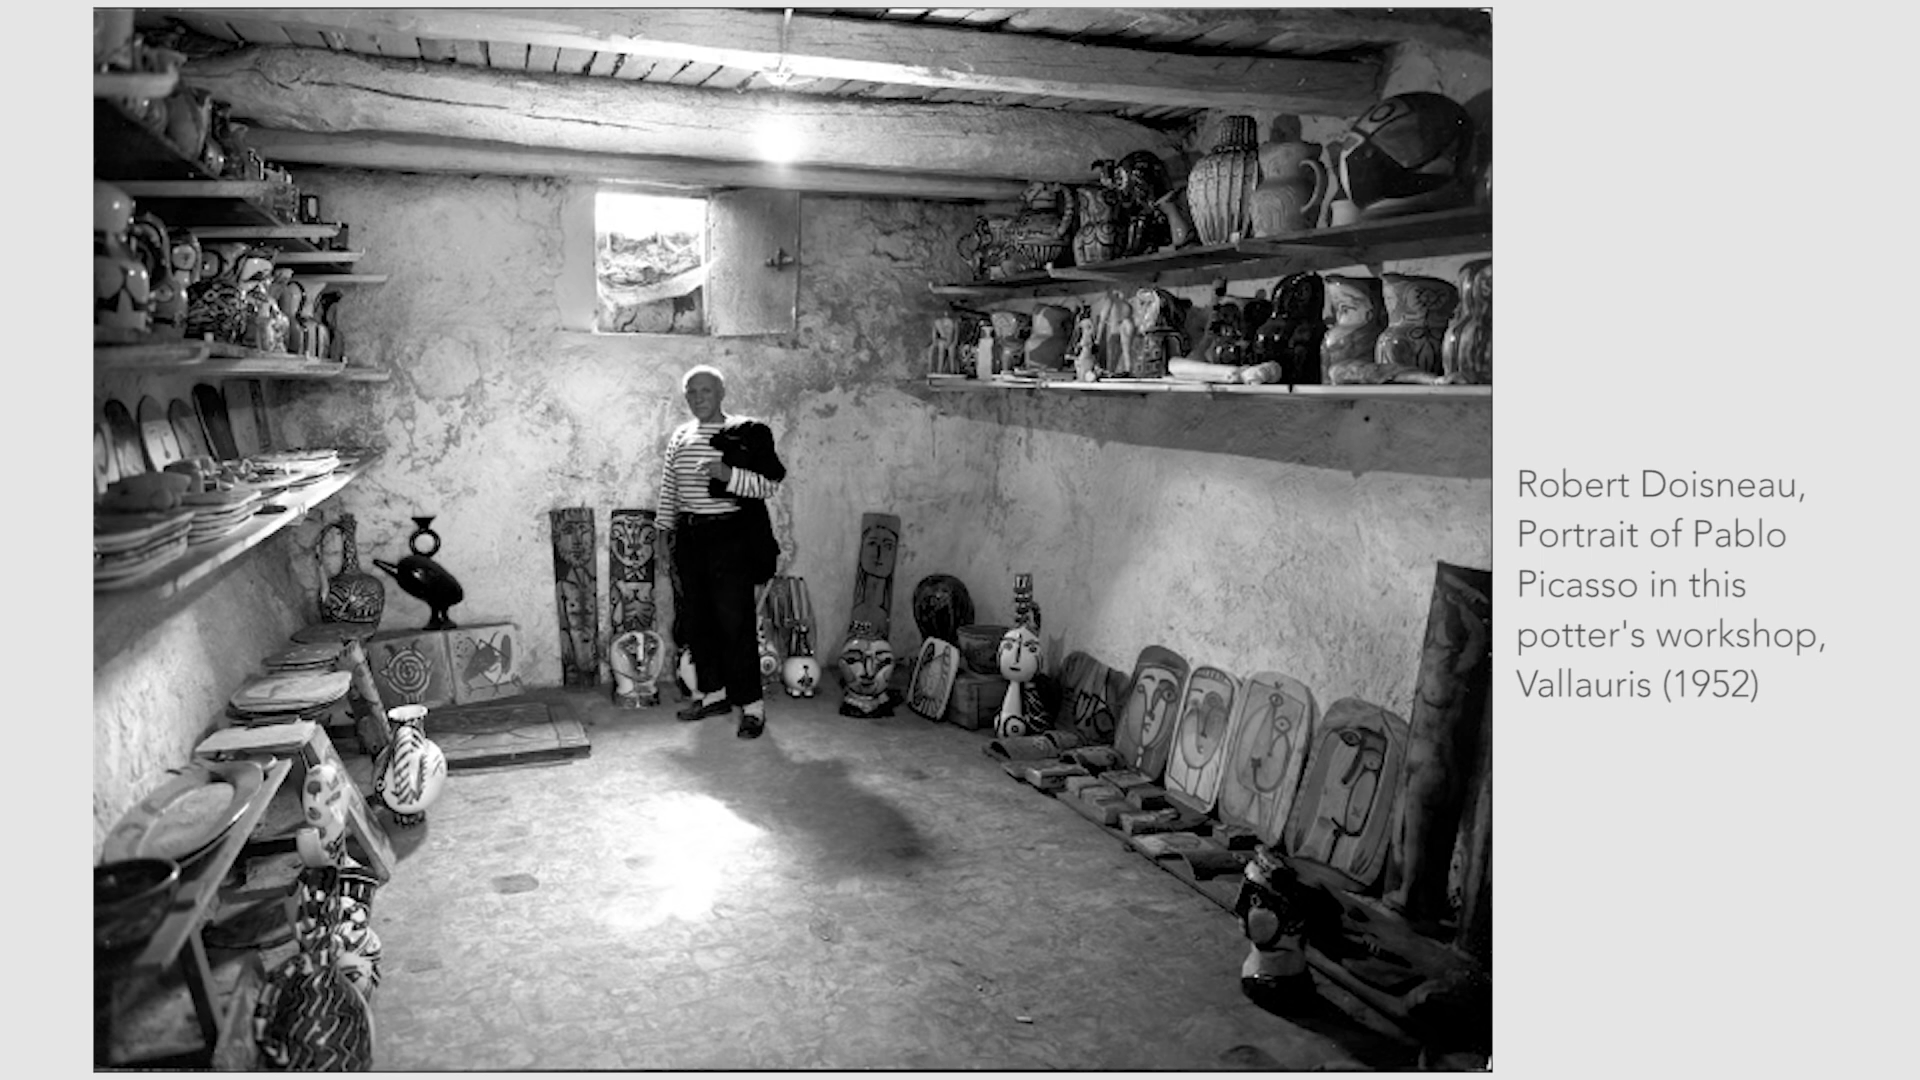 Robert Doisneau,
Portrait of Pablo
Picasso in this
potter's workshop,
Vallauris (1952)